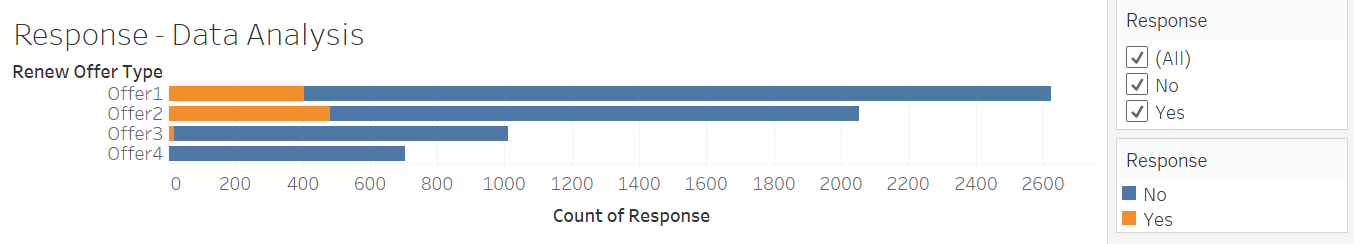 Response - Data Analysis
Renew Offer Type
Offer1
Offer2
Offer3
Offer4
0 200 400 600 800 1000 1200 1400 1600 1800 2000 2200 2400 2600
Count of Response
Response
(All)
No
Yes
Response
No
Yes